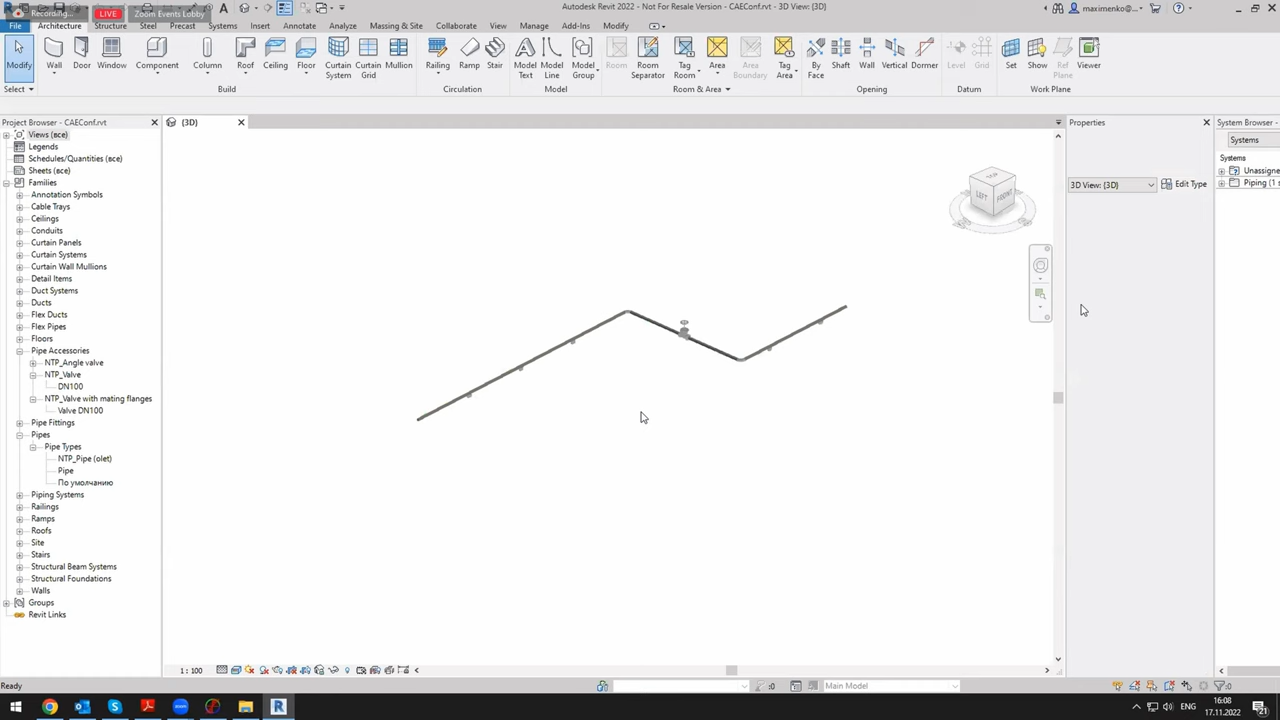 Recording...
LIVE
Zoom Events Lobby
Autodesk Revit 2022 - Not For Resale Version - CAEConf.rvt - 3D View: {3D}
maximenko@...
File Architecture Structure Steel Precast Systems Insert Annotate Analyze Massing & Site Collaborate View Manage Add-Ins Modify
Modify Wall Door Window Component Column Roof Ceiling Floor Curtain System Curtain Grid Mullion Railing Ramp Stair Model Text Model Line Model Group Room Room Separator Tag Room Area Area Boundary Tag Area By Face Shaft Wall Vertical Dormer Level Grid Set Show Ref Plane Viewer
Select Build Circulation Model Room & Area Opening Datum Work Plane
Project Browser - CAEConf.rvt
{3D}
Properties
System Browser -
Views (все)
Legends
Schedules/Quantities (все)
Sheets (все)
Families
Annotation Symbols
Cable Trays
Ceilings
Conduits
Curtain Panels
Curtain Systems
Curtain Wall Mullions
Detail Items
Duct Systems
Ducts
Flex Ducts
Flex Pipes
Floors
Pipe Accessories
NTP_Angle valve
NTP_Valve
DN100
NTP_Valve with mating flanges
Valve DN100
Pipe Fittings
Pipes
Pipe Types
NTP_Pipe (olet)
Pipe
По умолчанию
Piping Systems
Railings
Ramps
Roofs
Site
Stairs
Structural Beam Systems
Structural Foundations
Walls
Groups
Revit Links
TOP
LEFT
FRONT
3D View: {3D}
Edit Type
Systems
Systems
Unassigne
Piping (1 s
1 : 100
Ready
:0
Main Model
:0
ENG
16:08
17.11.2022
21